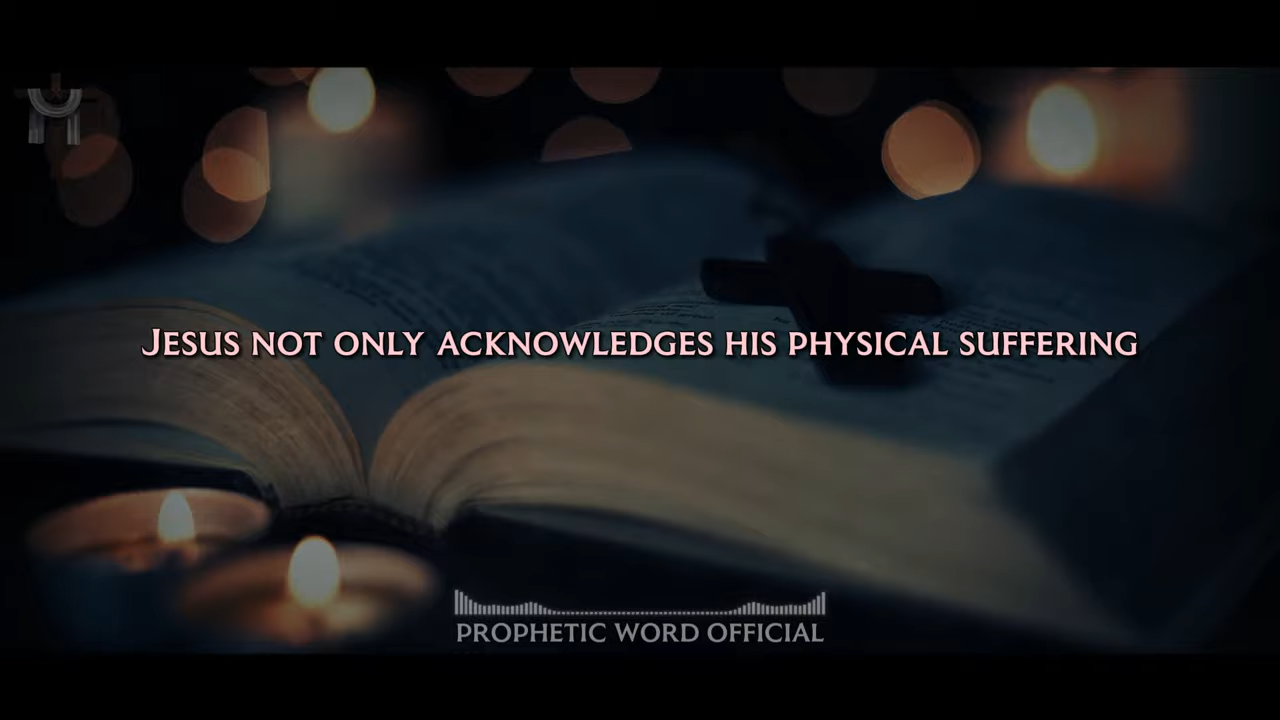 Jesus not only acknowledges his physical suffering
PROPHETIC WORD OFFICIAL